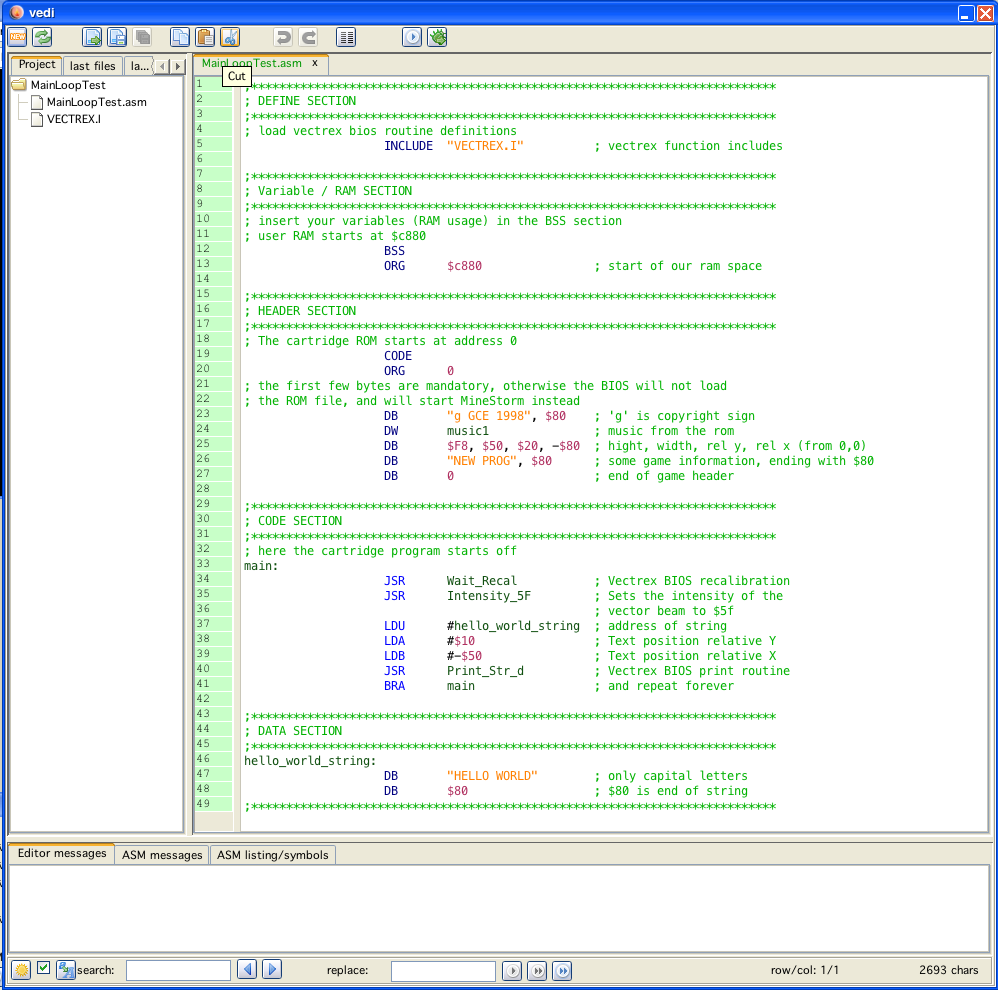 vedi
NEW
Project last files la...
MainLoopTest
MainLoopTest.asm
VECTREX.I
MainLoopTest.asm x
Cut
1 ;***************************************************************************
2 ; DEFINE SECTION
3 ;***************************************************************************
4 ; load vectrex bios routine definitions
5 INCLUDE "VECTREX.I" ; vectrex function includes
6
7 ;***************************************************************************
8 ; Variable / RAM SECTION
9 ;***************************************************************************
10 ; insert your variables (RAM usage) in the BSS section
11 ; user RAM starts at $c880
12 BSS
13 ORG $c880 ; start of our ram space
14
15 ;***************************************************************************
16 ; HEADER SECTION
17 ;***************************************************************************
18 ; The cartridge ROM starts at address 0
19 CODE
20 ORG 0
21 ; the first few bytes are mandatory, otherwise the BIOS will not load
22 ; the ROM file, and will start MineStorm instead
23 DB "g GCE 1998", $80 ; 'g' is copyright sign
24 DW music1 ; music from the rom
25 DB $F8, $50, $20, -$80 ; hight, width, rel y, rel x (from 0,0)
26 DB "NEW PROG", $80 ; some game information, ending with $80
27 DB 0 ; end of game header
28
29 ;***************************************************************************
30 ; CODE SECTION
31 ;***************************************************************************
32 ; here the cartridge program starts off
33 main:
34 JSR Wait_Recal ; Vectrex BIOS recalibration
35 JSR Intensity_5F ; Sets the intensity of the
36 ; vector beam to $5f
37 LDU #hello_world_string ; address of string
38 LDA #$10 ; Text position relative Y
39 LDB #-$50 ; Text position relative X
40 JSR Print_Str_d ; Vectrex BIOS print routine
41 BRA main ; and repeat forever
42
43 ;***************************************************************************
44 ; DATA SECTION
45 ;***************************************************************************
46 hello_world_string:
47 DB "HELLO WORLD" ; only capital letters
48 DB $80 ; $80 is end of string
49 ;***************************************************************************
Editor messages ASM messages ASM listing/symbols
search: replace: row/col: 1/1 2693 chars